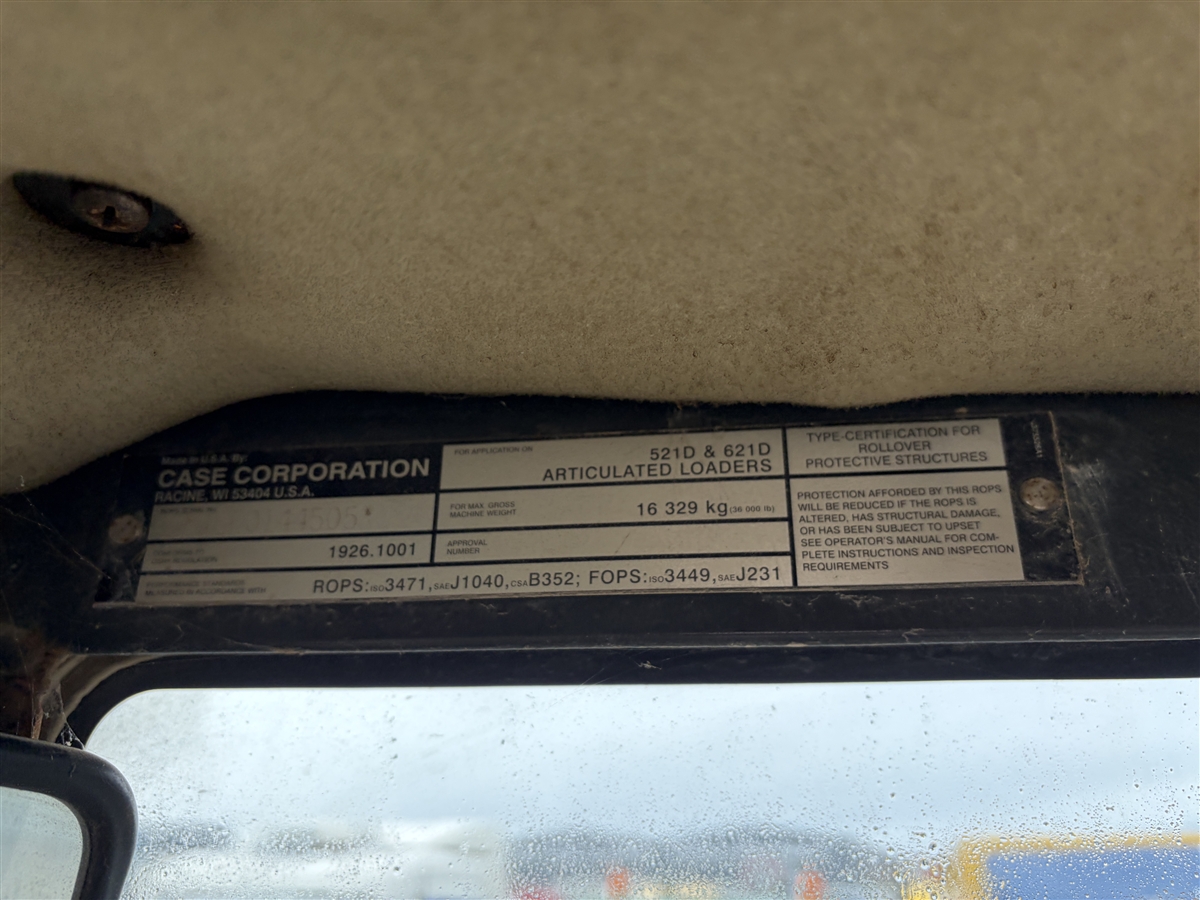 CASE CORPORATION
RACINE, WI 53404 U.S.A.
1926.1001
FOR APPLICATION ON
521D & 621D
ARTICULATED LOADERS
FOR MAX. GROSS
MACHINE WEIGHT
16 329 kg (36 000 lb)
APPROVAL
NUMBER
PERFORMANCE STANDARDS
ROPS: ISO 3471, SAE J1040, CSA B352; FOPS: ISO 3449, SAE J231
TYPE-CERTIFICATION FOR
ROLLOVER
PROTECTIVE STRUCTURES
PROTECTION AFFORDED BY THIS ROPS
WILL BE REDUCED IF THE ROPS IS
ALTERED, HAS STRUCTURAL DAMAGE,
OR HAS BEEN SUBJECT TO UPSET
SEE OPERATOR'S MANUAL FOR COM-
PLETE INSTRUCTIONS AND INSPECTION
REQUIREMENTS